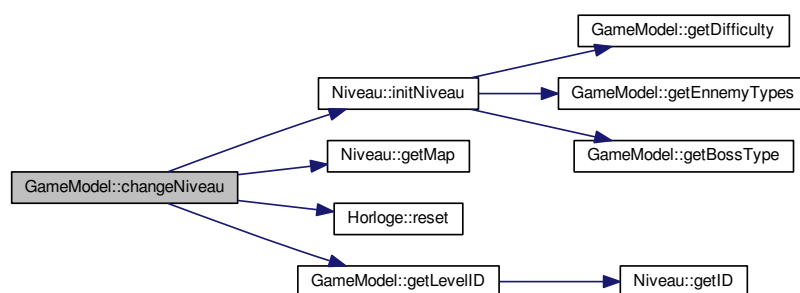 GameModel::getDifficulty
Niveau::initNiveau
GameModel::getEnnemyTypes
Niveau::getMap
GameModel::getBossType
GameModel::changeNiveau
Horloge::reset
GameModel::getLevelID
Niveau::getID